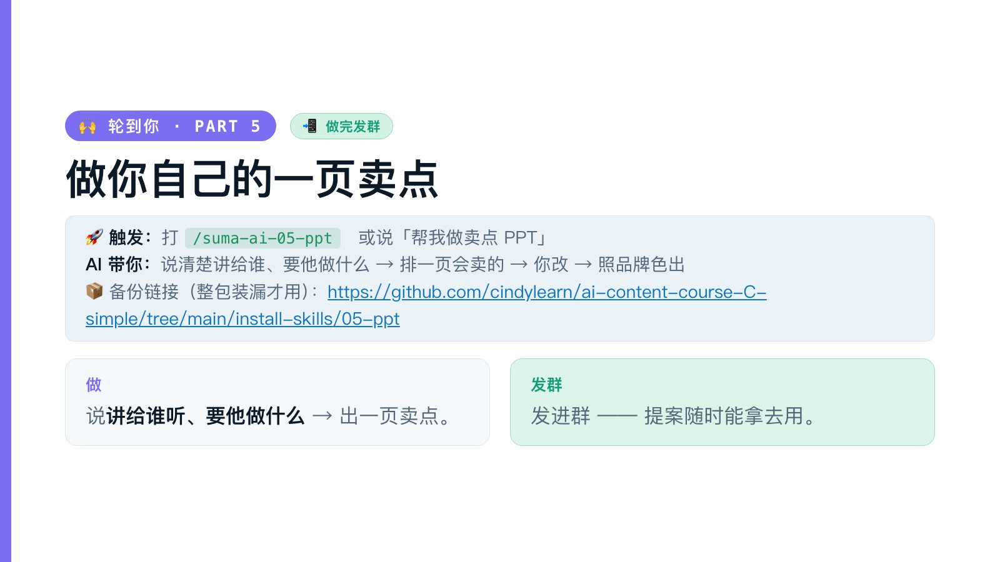 🙌 轮到你 · PART 5
📲 做完发群
做你自己的一页卖点
🚀 触发：打 /suma-ai-05-ppt 或说「帮我做卖点 PPT」
AI 带你：说清楚讲给谁、要他做什么 → 排一页会卖的 → 你改 → 照品牌色出
📦 备份链接（整包装漏才用）：https://github.com/cindylearn/ai-content-course-C-
simple/tree/main/install-skills/05-ppt
做
说讲给谁听、要他做什么 → 出一页卖点。
发群
发进群 —— 提案随时能拿去用。